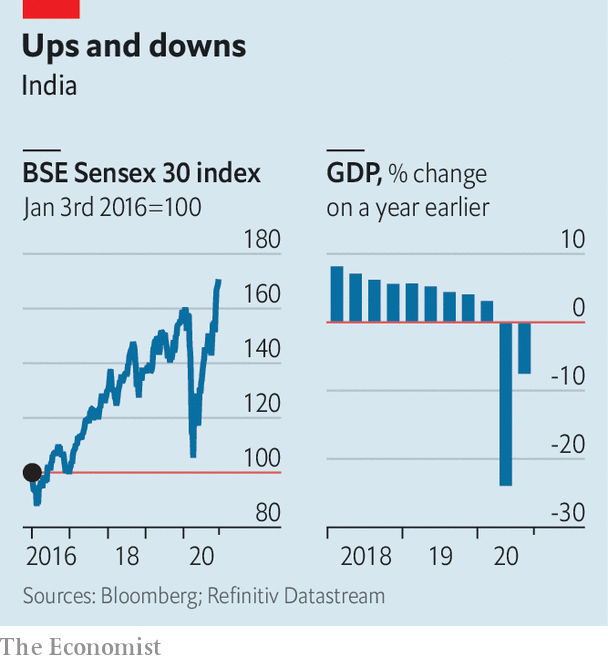 Ups and downs
India
BSE Sensex 30 index
Jan 3rd 2016=100
180
160
140
120
100
80
2016 18 20
GDP, % change
on a year earlier
10
0
-10
-20
-30
2018 19 20
Sources: Bloomberg; Refinitiv Datastream
The Economist